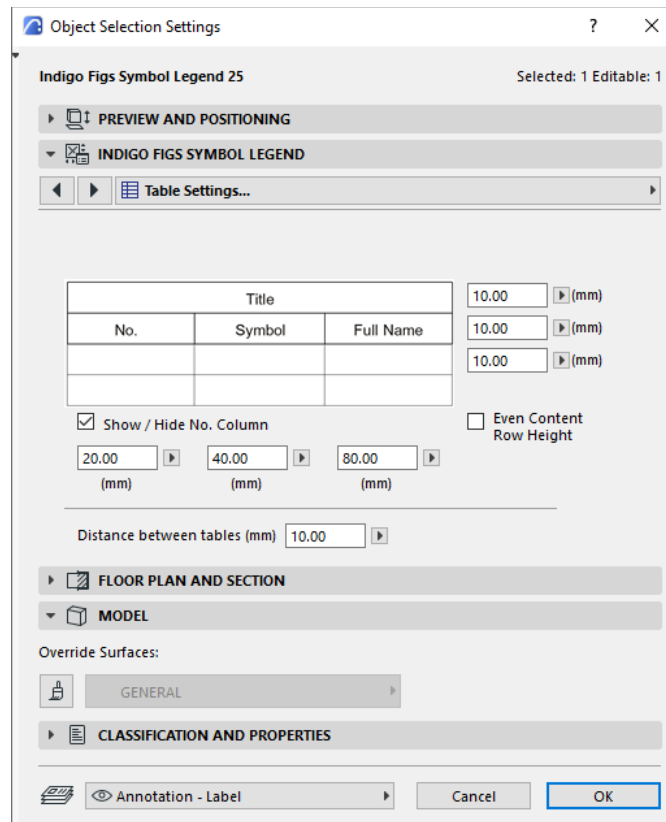 Object Selection Settings ? ×
Indigo Figs Symbol Legend 25 Selected: 1 Editable: 1
PREVIEW AND POSITIONING
INDIGO FIGS SYMBOL LEGEND
Table Settings...
Title 10.00 (mm)
No. Symbol Full Name 10.00 (mm)
10.00 (mm)
Show / Hide No. Column
Even Content
Row Height
20.00 40.00 80.00
(mm) (mm) (mm)
Distance between tables (mm) 10.00
FLOOR PLAN AND SECTION
MODEL
Override Surfaces:
GENERAL
CLASSIFICATION AND PROPERTIES
Annotation - Label Cancel OK